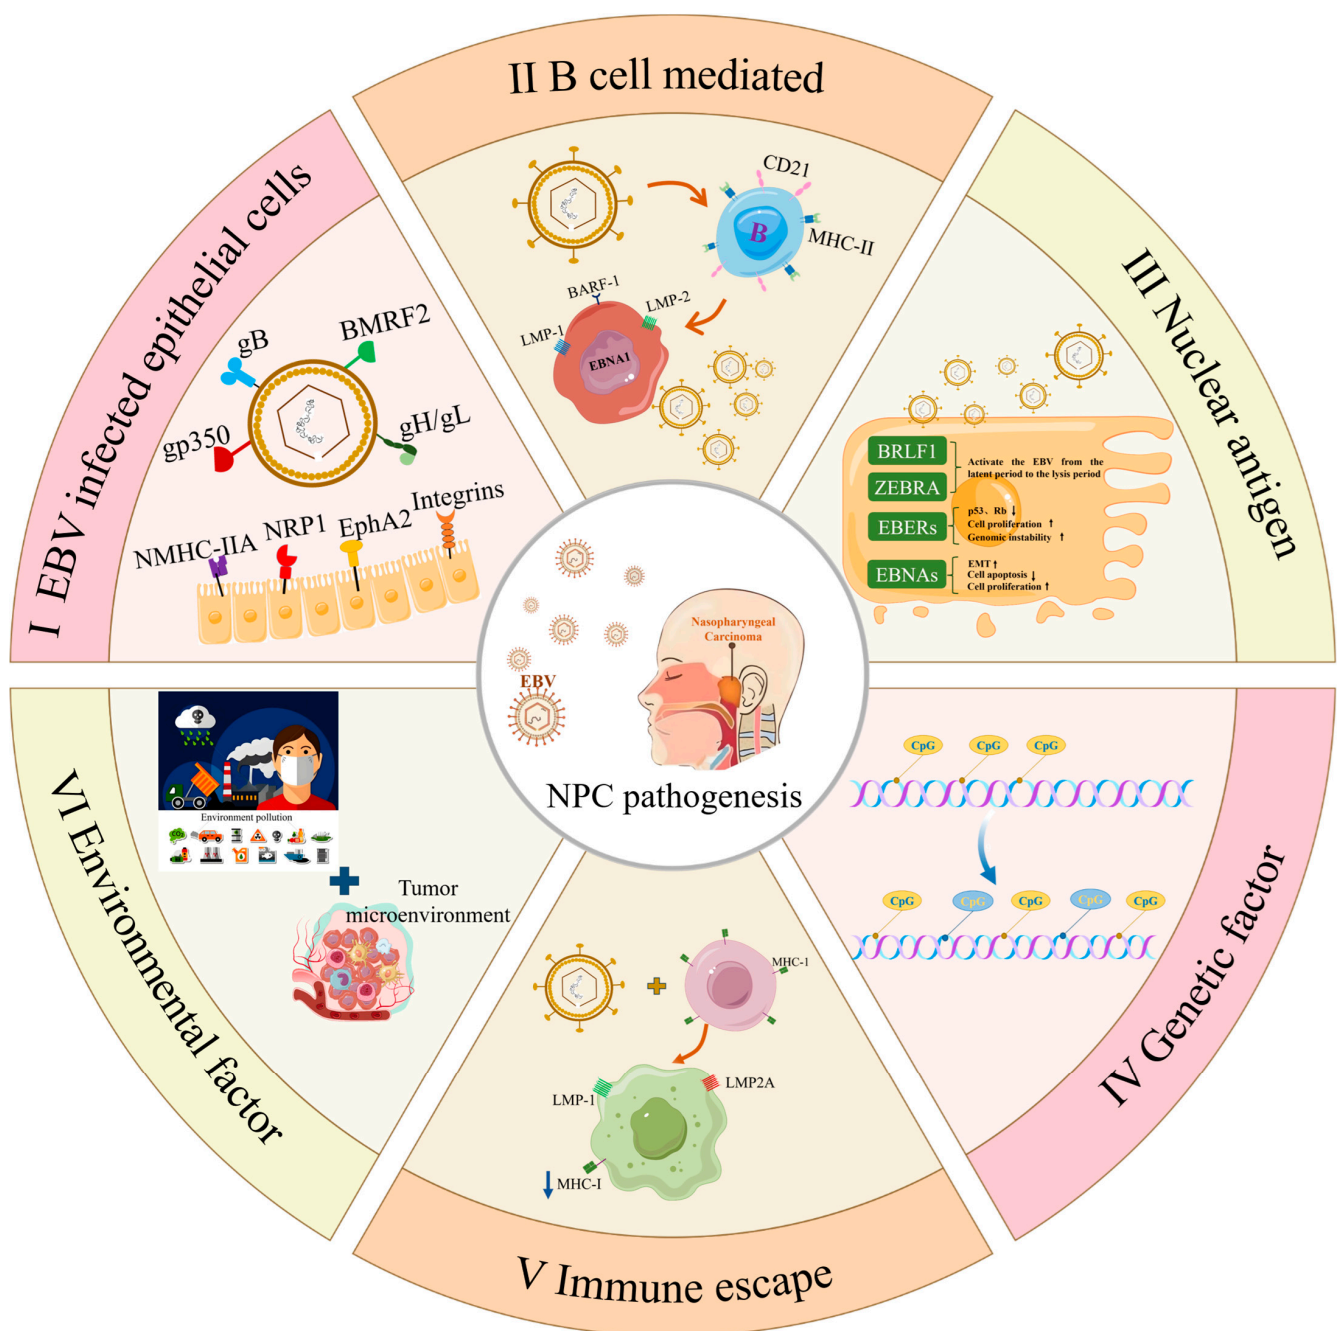 II B cell mediated
CD21
B
MHC-II
BARF-1
LMP-2
LMP-1
EBNA1
I EBV infected epithelial cells
gB
BMRF2
gp350
gH/gL
NMHC-IIA
NRP1
EphA2
Integrins
III Nuclear antigen
BRLF1
ZEBRA
Activate the EBV from the
latent period to the lysis period
EBERs
p53、Rb ↓
Cell proliferation ↑
Genomic instability ↑
EBNAs
EMT ↑
Cell apoptosis ↓
Cell proliferation ↑
Nasopharyngeal
Carcinoma
EBV
NPC pathogenesis
VI Environmental factor
Environment pollution
CO2
Tumor
microenvironment
IV Genetic factor
CpG
CpG
CpG
CpG
CpG
CpG
CpG
CpG
V Immune escape
MHC-1
LMP-1
LMP2A
MHC-I